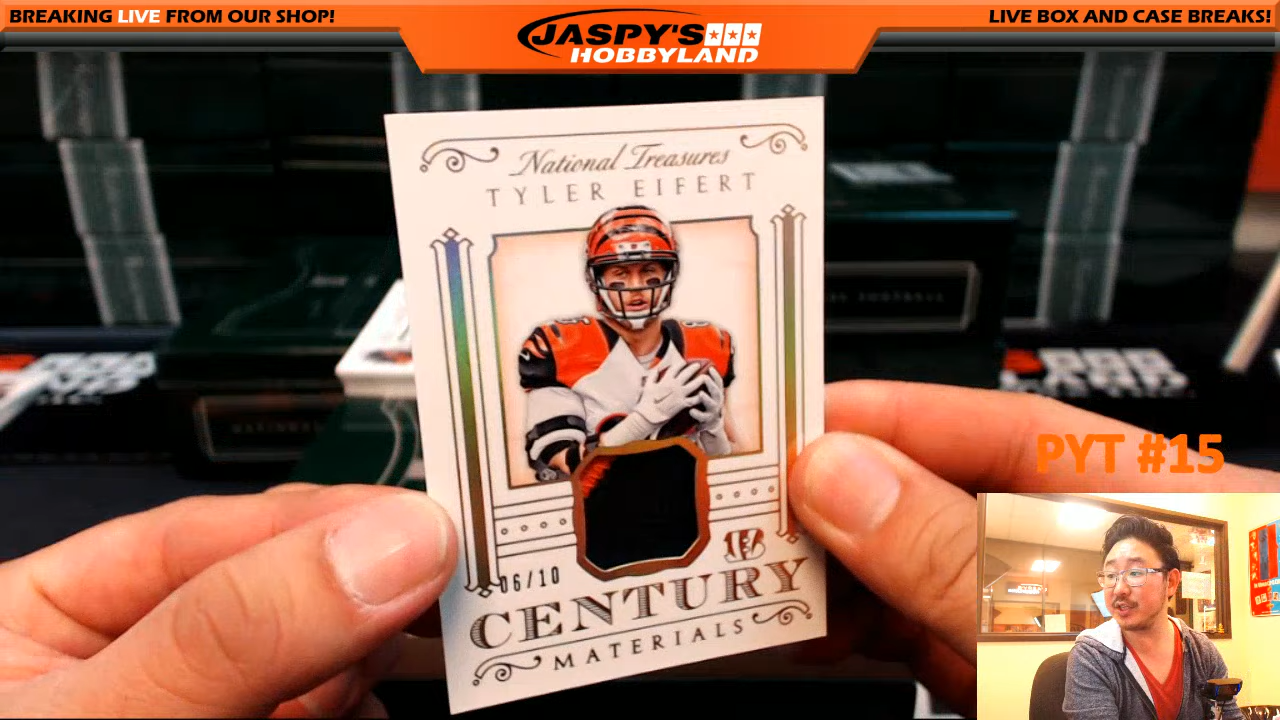 BREAKING LIVE FROM OUR SHOP!
JASPY'S
HOBBYLAND
LIVE BOX AND CASE BREAKS!
National Treasures
TYLER EIFERT
PYT #15
06/10
CENTURY
MATERIALS